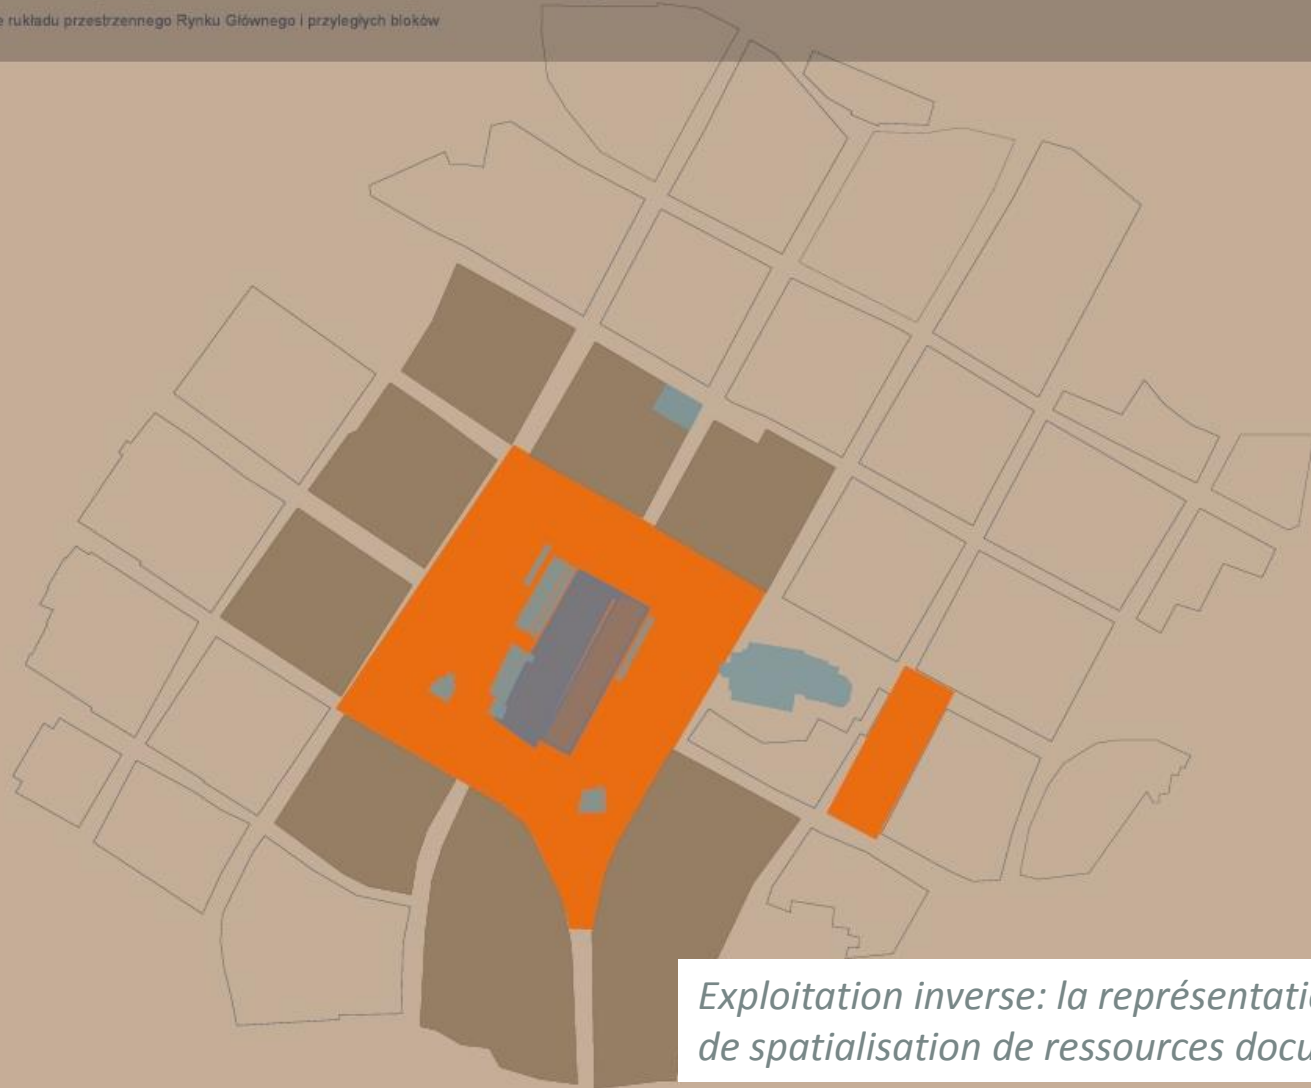 rukładu przestrzennego Rynku Głównego i przyległych bloków
Exploitation inverse: la représentatio
de spatialisation de ressources docu